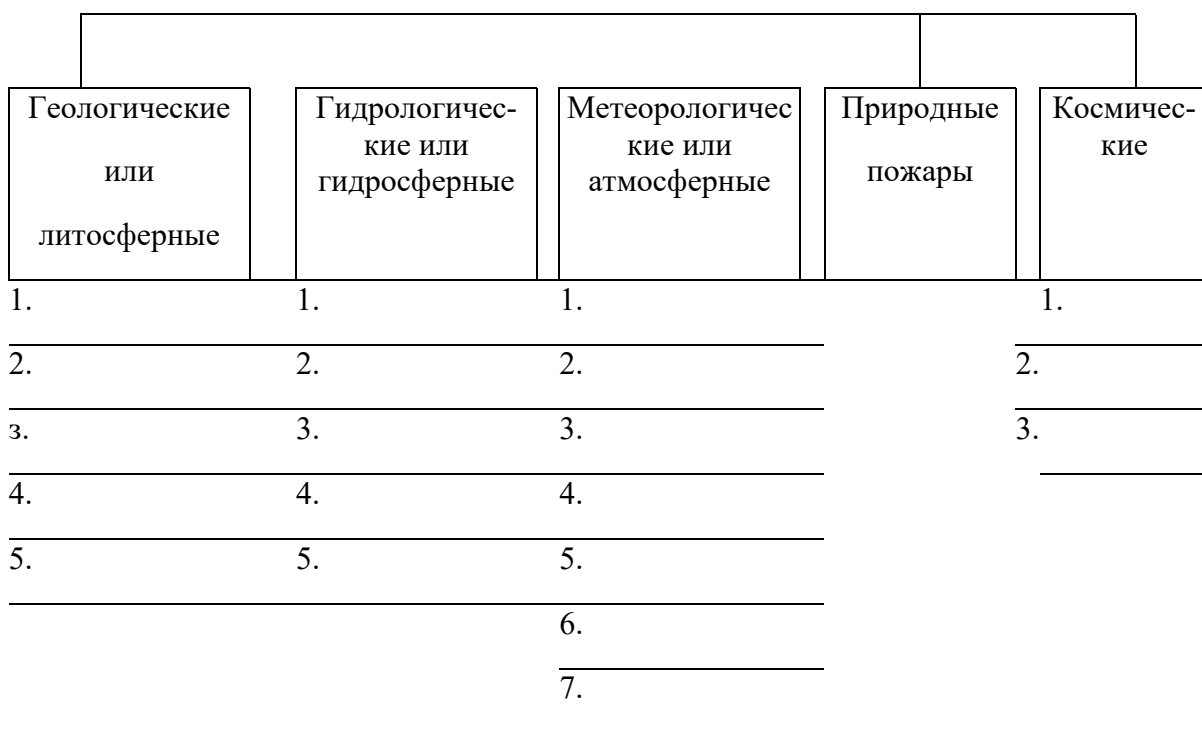 Геологические
или
литосферные
Гидрологичес-
кие или
гидросферные
Метеорологичес
кие или
атмосферные
Природные
пожары
Космичес-
кие
1. 1. 1. 1.
2. 2. 2. 2.
з. 3. 3. 3.
4. 4. 4.
5. 5. 5.
6.
7.